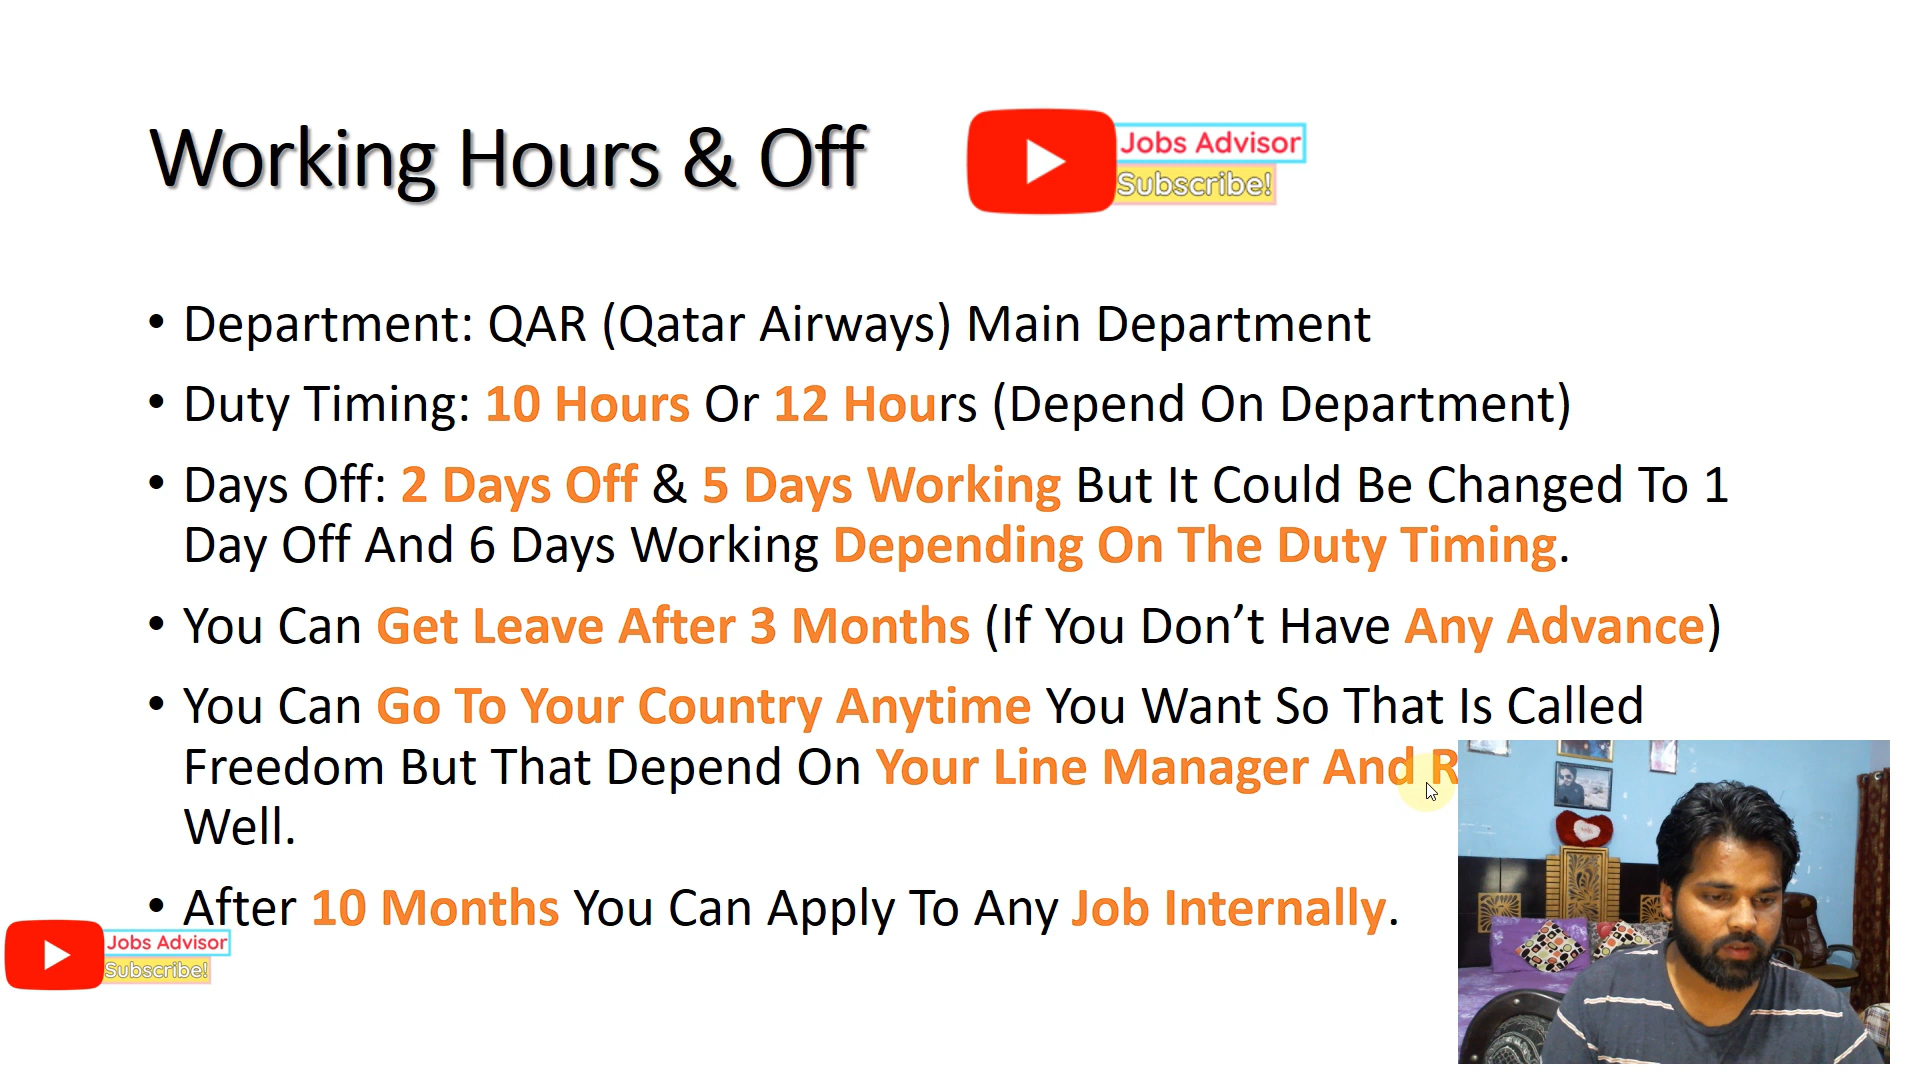 Working Hours & Off
Jobs Advisor
Subscribe!
• Department: QAR (Qatar Airways) Main Department
• Duty Timing: 10 Hours Or 12 Hours (Depend On Department)
• Days Off: 2 Days Off & 5 Days Working But It Could Be Changed To 1
Day Off And 6 Days Working Depending On The Duty Timing.
• You Can Get Leave After 3 Months (If You Don’t Have Any Advance)
• You Can Go To Your Country Anytime You Want So That Is Called
Freedom But That Depend On Your Line Manager And
Well.
• After 10 Months You Can Apply To Any Job Internally.
Jobs Advisor
Subscribe!